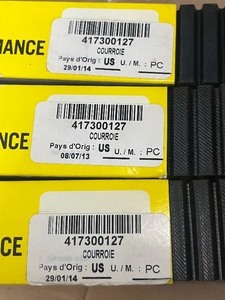 MANCE
417300127
COURROIE
Pays d'Orig : US U. / M. : PC
29/01/14
417300127
COURROIE
Pays d'Orig : US U. / M. : PC
08/07/13
ANCE
417300127
COURROIE
Pays d'Orig : US U. / M. : PC
29/01/14